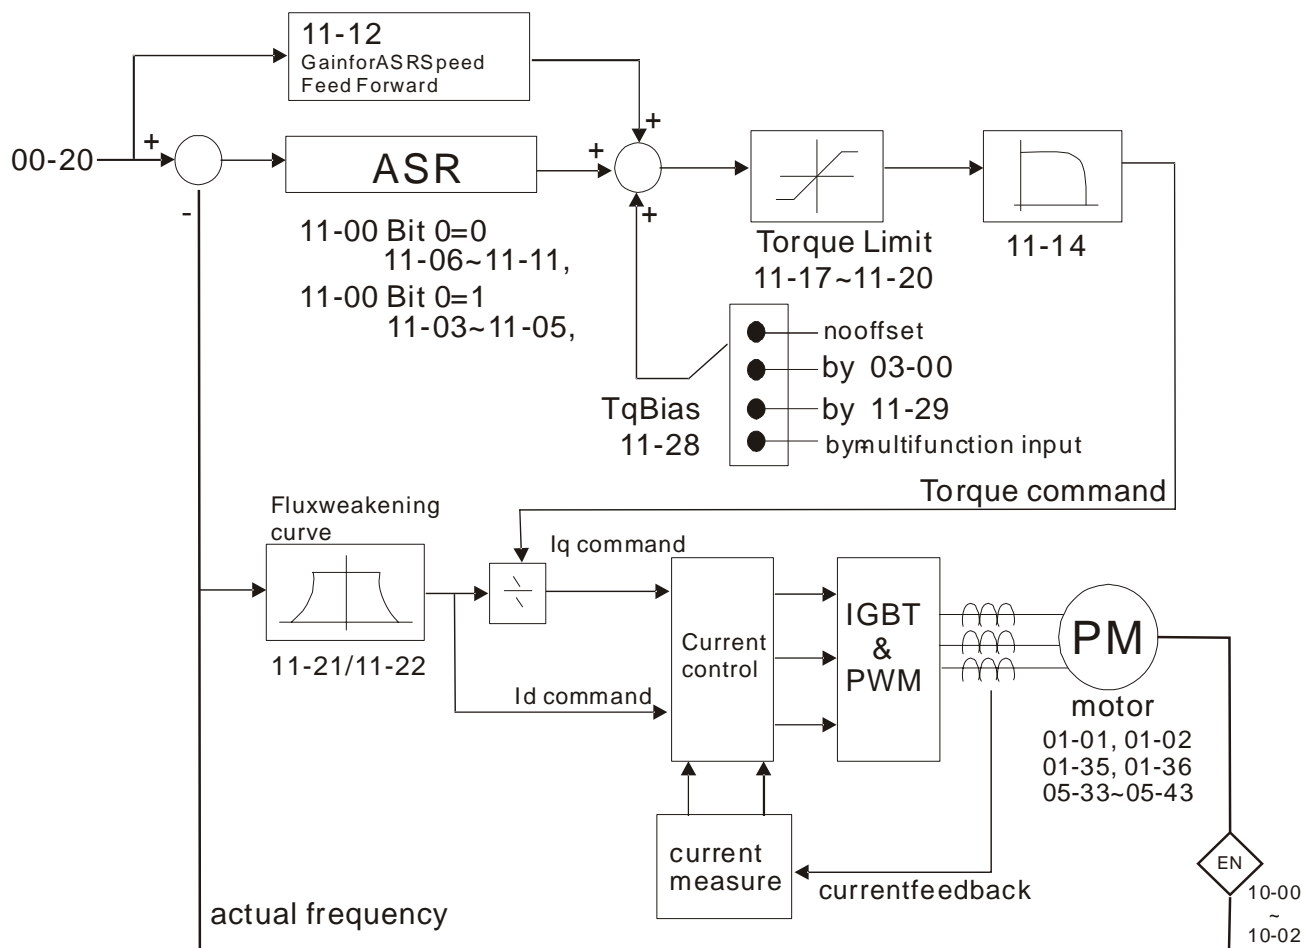 11-12
GainforASRSpeed
Feed Forward
+
+
00-20
+
ASR
+
-
11-00 Bit 0=0
11-06~11-11,
11-00 Bit 0=1
11-03~11-05,
Torque Limit
11-17~11-20
11-14
nooffset
by 03-00
by 11-29
bymultifunction input
TqBias
11-28
Torque command
Fluxweakening
curve
11-21/11-22
Iq command
Id command
Current
control
IGBT
&
PWM
PM
motor
01-01, 01-02
01-35, 01-36
05-33~05-43
current
measure
currentfeedback
EN
10-00
~
10-02
actual frequency